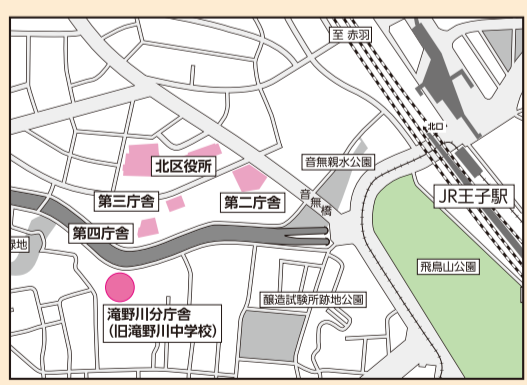 至 赤羽
北口
北区役所
音無親水公園
第三庁舎
第二庁舎
音無橋
JR王子駅
第四庁舎
緑地
飛鳥山公園
醸造試験所跡地公園
滝野川分庁舎
(旧滝野川中学校)